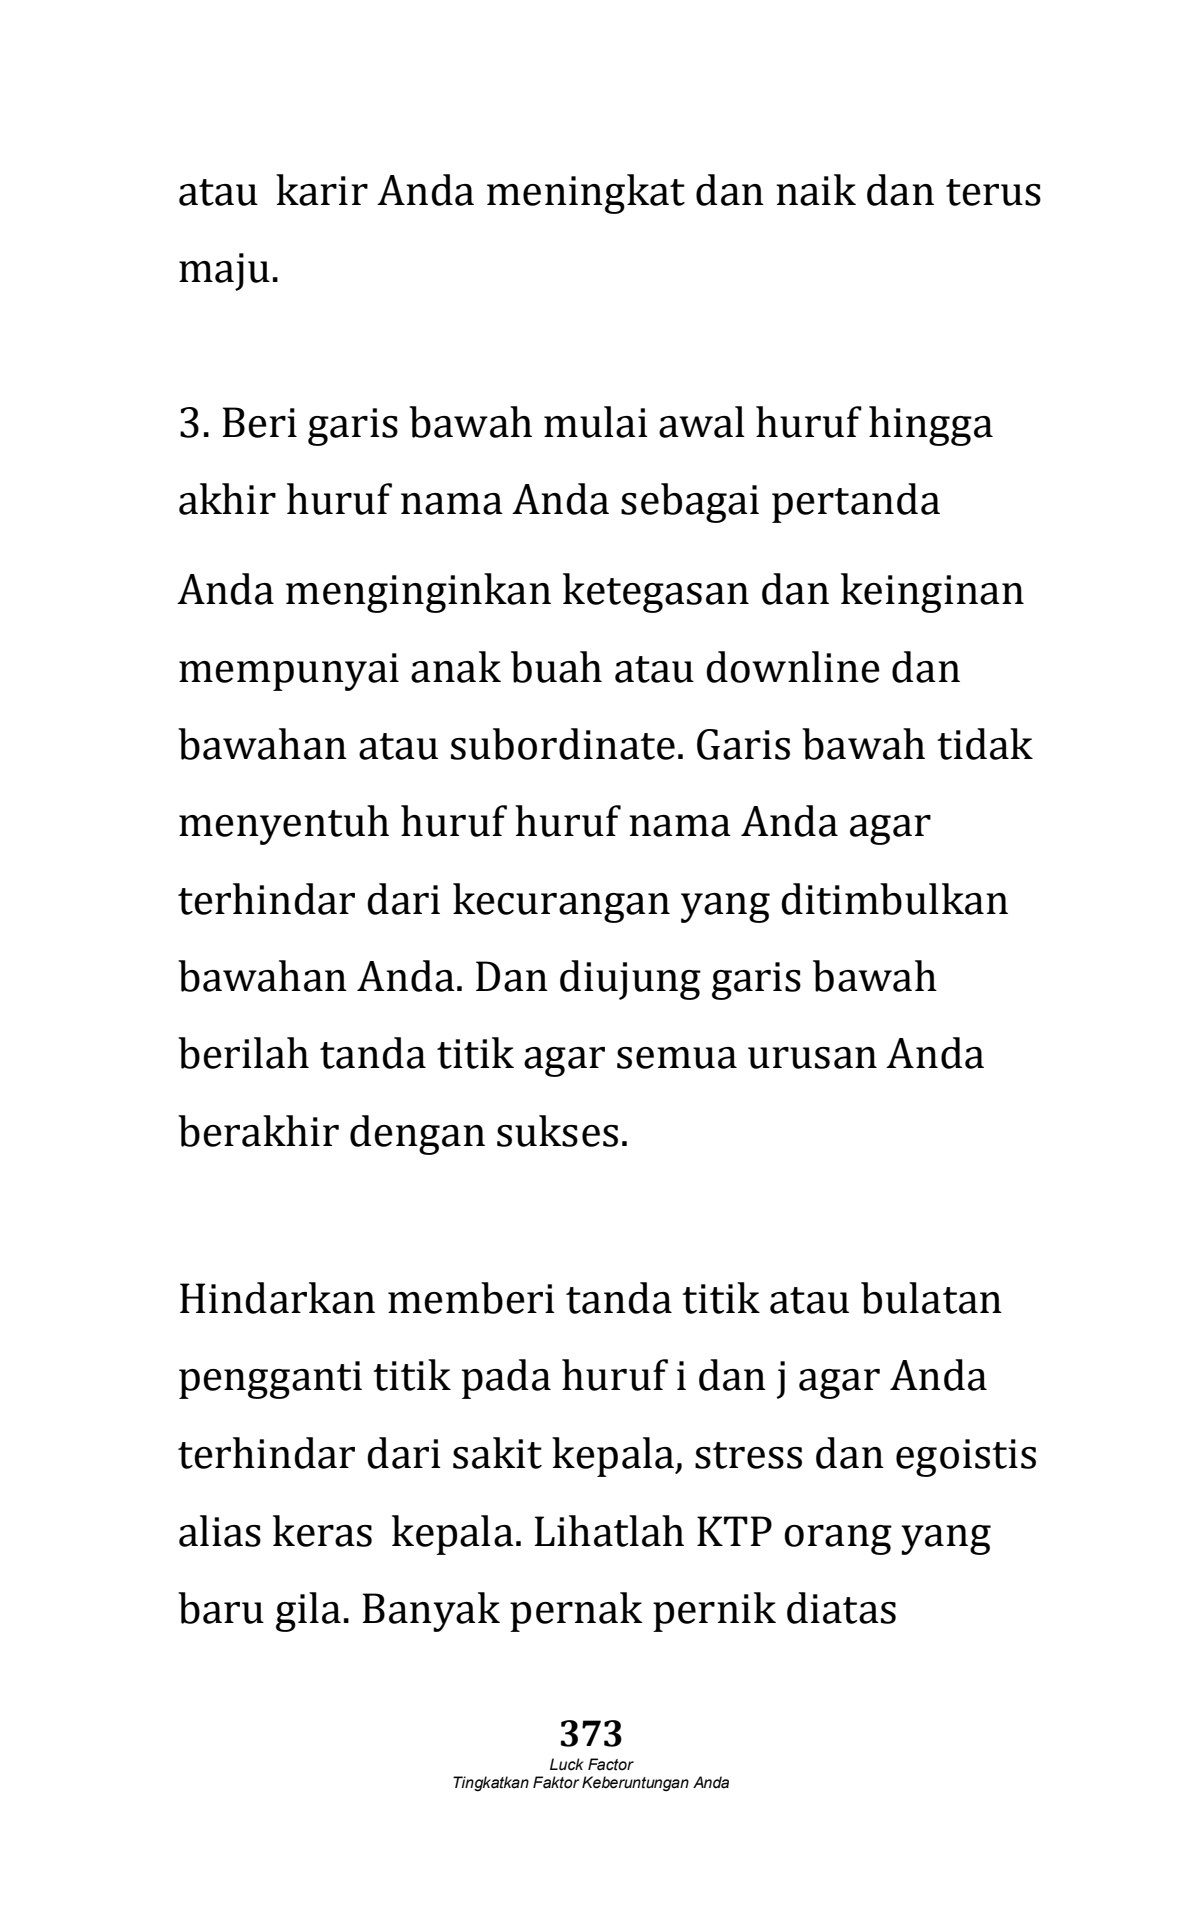 atau  karir Anda meningkat dan naik dan terus
maju.
3. Beri garis bawah mulai awal huruf hingga
akhir huruf nama Anda sebagai pertanda
Anda menginginkan ketegasan dan keinginan
mempunyai anak buah atau downline dan
bawahan atau subordinate. Garis bawah tidak
menyentuh huruf huruf nama Anda agar
terhindar dari kecurangan yang ditimbulkan
bawahan Anda. Dan diujung garis bawah
berilah tanda titik agar semua urusan Anda
berakhir dengan sukses.
Hindarkan memberi tanda titik atau bulatan
pengganti titik pada huruf i dan j agar Anda
terhindar dari sakit kepala, stress dan egoistis
alias keras  kepala. Lihatlah KTP orang yang
baru gila. Banyak pernak pernik diatas
373
Luck Factor
Tingkatkan Faktor Keberuntungan Anda